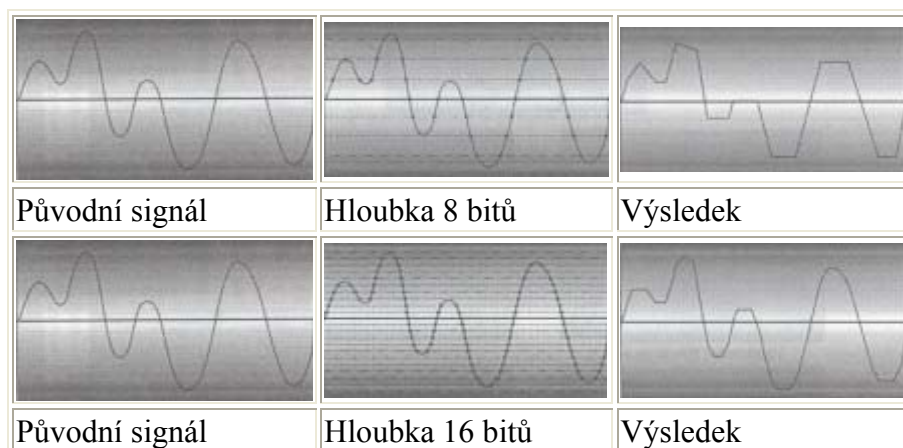 Původní signál
Hloubka 8 bitů
Výsledek
Původní signál
Hloubka 16 bitů
Výsledek